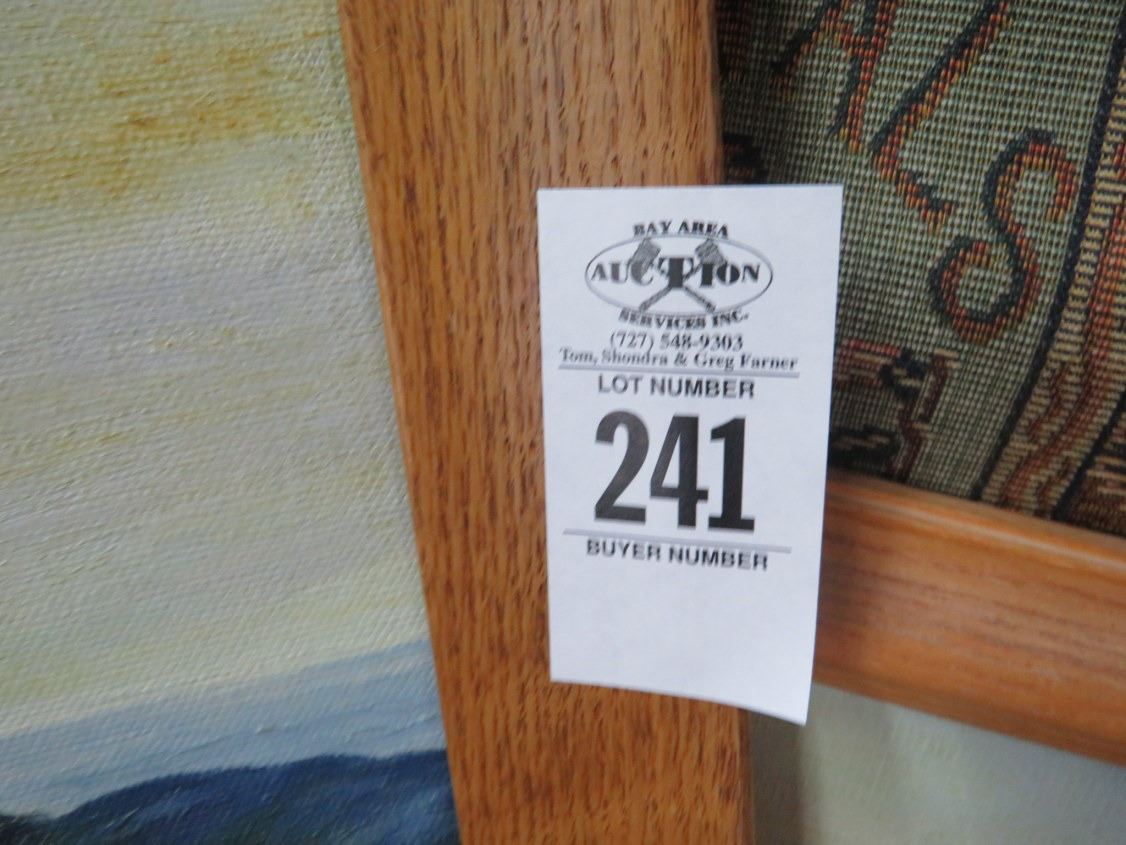 BAY AREA
AUCTION
SERVICES INC.
(727) 548-9303
Tom, Shondra & Greg Farner
LOT NUMBER
241
BUYER NUMBER